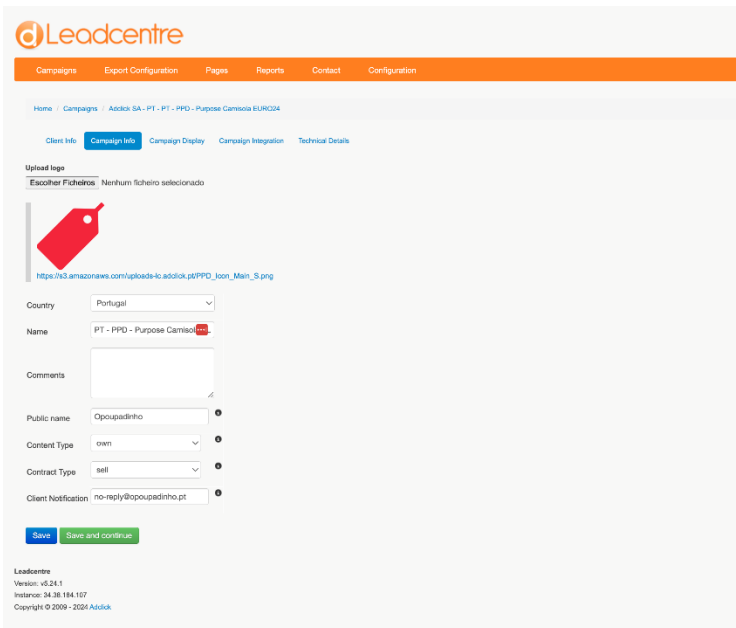 Leadcentre
Campaigns Export Configuration Pages Reports Contact Configuration
Home / Campaigns / Adclick SA - PT - PT - PPD - Purpose Camisola EURO24
Client Info Campaign Info Campaign Display Campaign Integration Technical Details
Upload logo
Escolher Ficheiros Nenhum ficheiro selecionado
https://s3.amazonaws.com/uploads-lc.adclick.pt/PPD_Icon_Main_S.png
Country Portugal
Name PT - PPD - Purpose Camisol
Comments
Public name Opoupadinho
Content Type own
Contract Type sell
Client Notification no-reply@opoupadinho.pt
Save Save and continue
Leadcentre
Version: v5.24.1
Instance: 34.38.184.107
Copyright © 2009 - 2024 Adclick